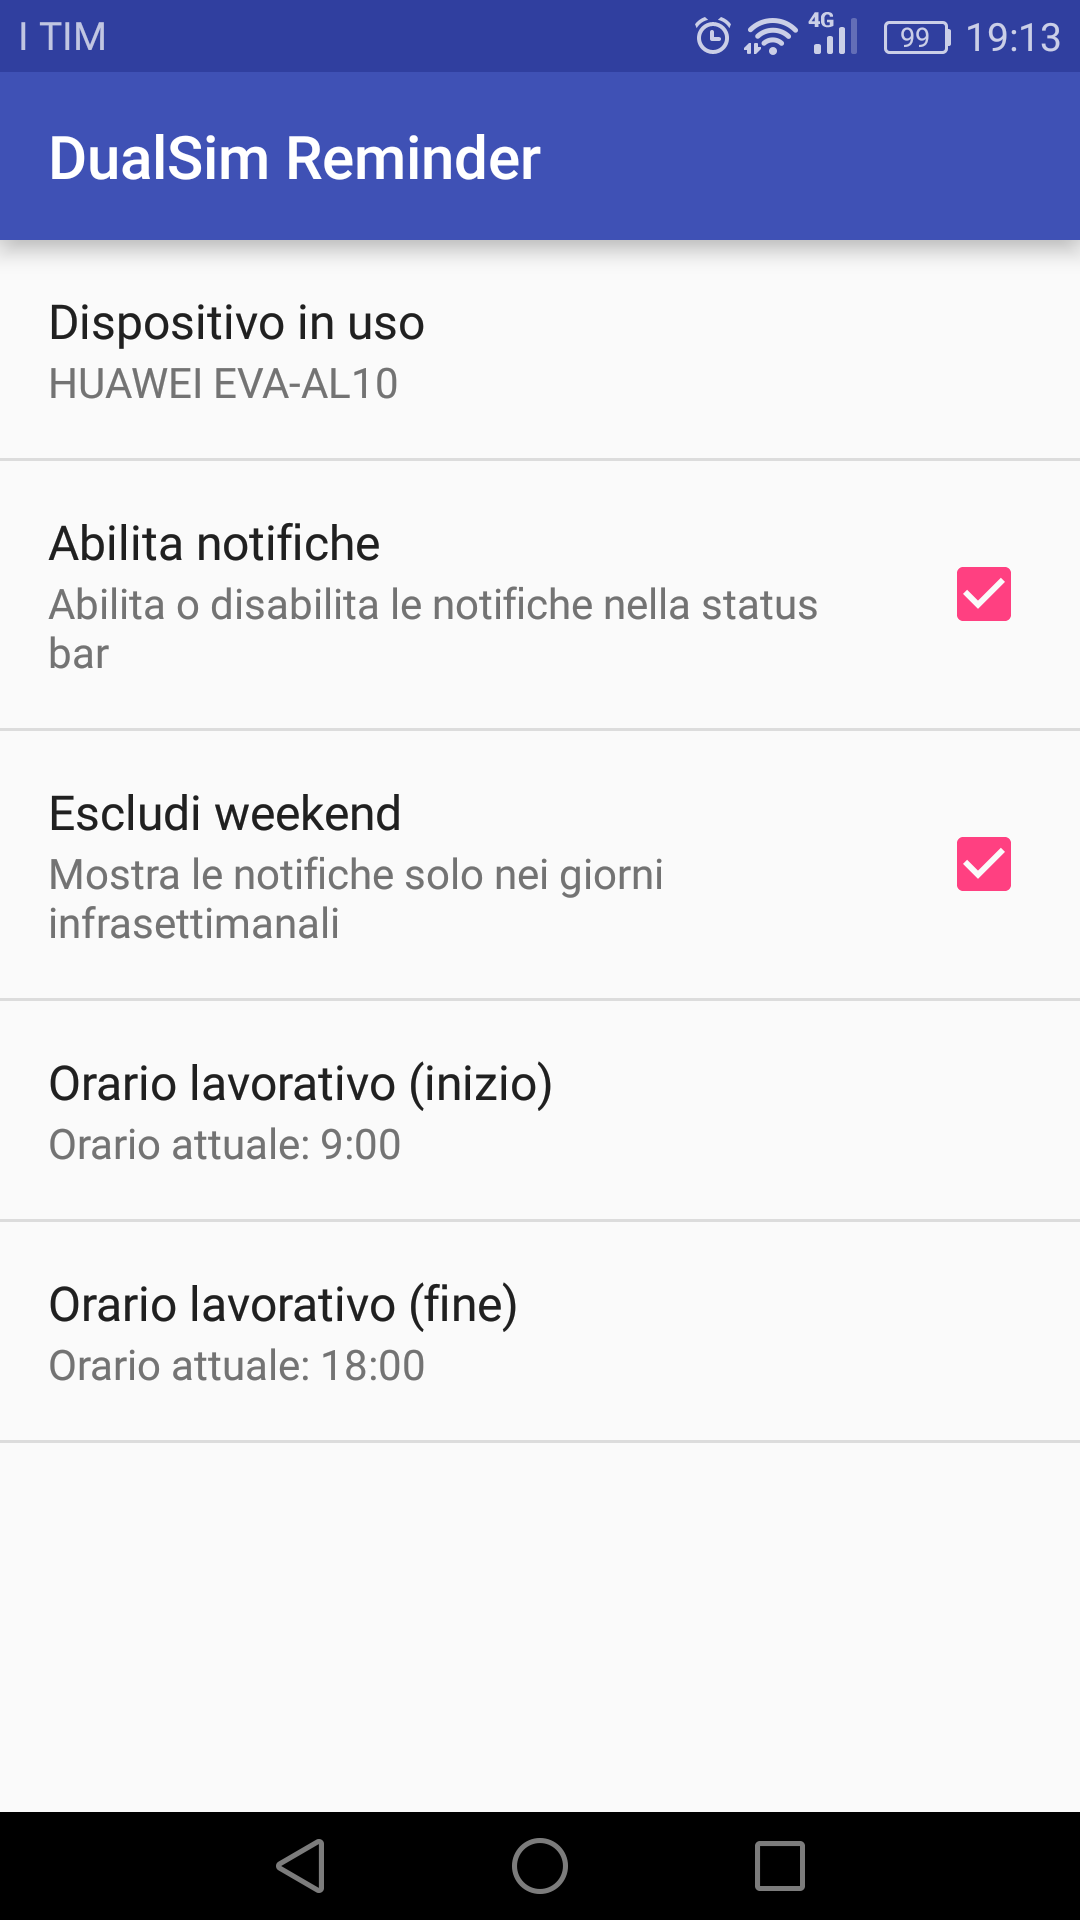 I TIM 4G 99 19:13
DualSim Reminder
Dispositivo in uso
HUAWEI EVA-AL10
Abilita notifiche
Abilita o disabilita le notifiche nella status
bar
Escludi weekend
Mostra le notifiche solo nei giorni
infrasettimanali
Orario lavorativo (inizio)
Orario attuale: 9:00
Orario lavorativo (fine)
Orario attuale: 18:00